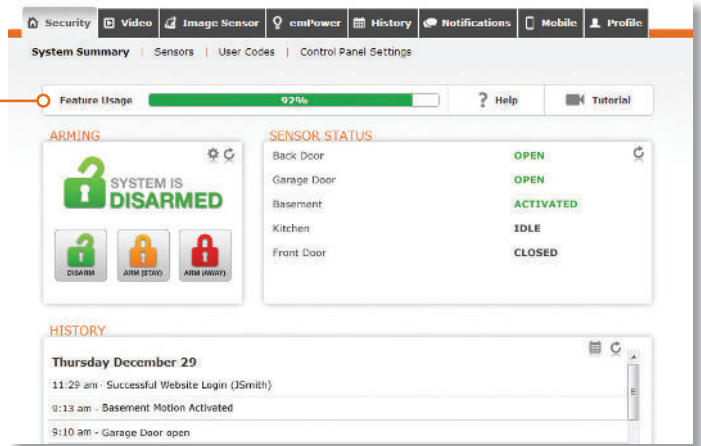 Security Video Image Sensor emPower History Notifications Mobile Profile
System Summary | Sensors | User Codes | Control Panel Settings
Feature Usage 92% ? Help Tutorial
ARMING
SYSTEM IS
DISARMED
DISARM ARM (STAY) ARM (AWAY)
SENSOR STATUS
Back Door OPEN
Garage Door OPEN
Basement ACTIVATED
Kitchen IDLE
Front Door CLOSED
HISTORY
Thursday December 29
11:29 am - Successful Website Login (JSmith)
9:13 am - Basement Motion Activated
9:10 am - Garage Door open